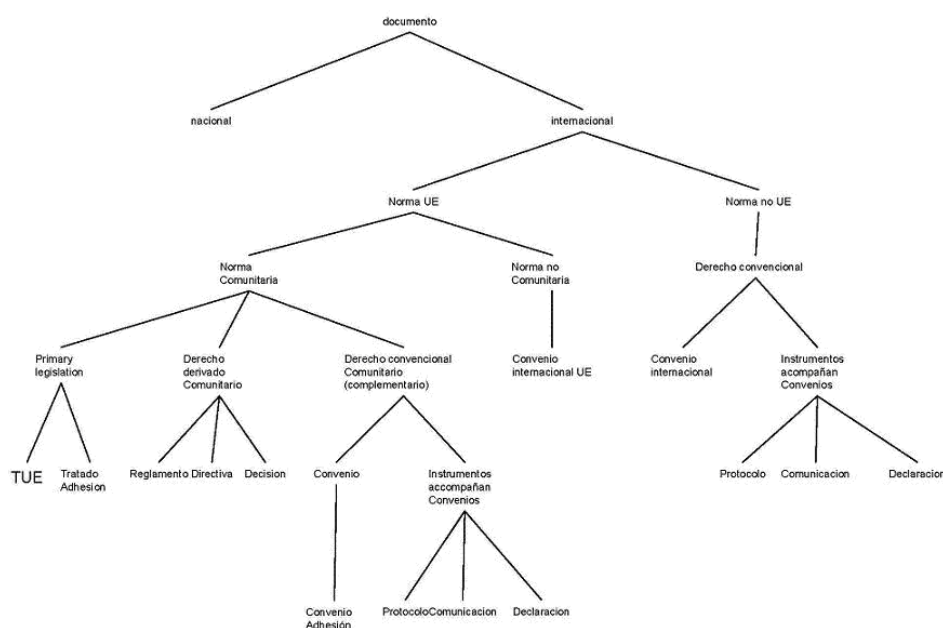 documento
nacional
internacional
Norma UE
Norma no UE
Norma
Comunitaria
Norma no
Comunitaria
Derecho convencional
Primary
legislation
Derecho
derivado
Comunitario
Derecho convencional
Comunitario
(complementario)
Convenio
internacional UE
Convenio
internacional
Instrumentos
acompañan
Convenios
TUE
Tratado
Adhesion
Reglamento
Directiva
Decision
Convenio
Instrumentos
accompañan
Convenios
Protocolo
Comunicacion
Declaracion
Convenio
Adhesión
Protocolo
Comunicacion
Declaracion